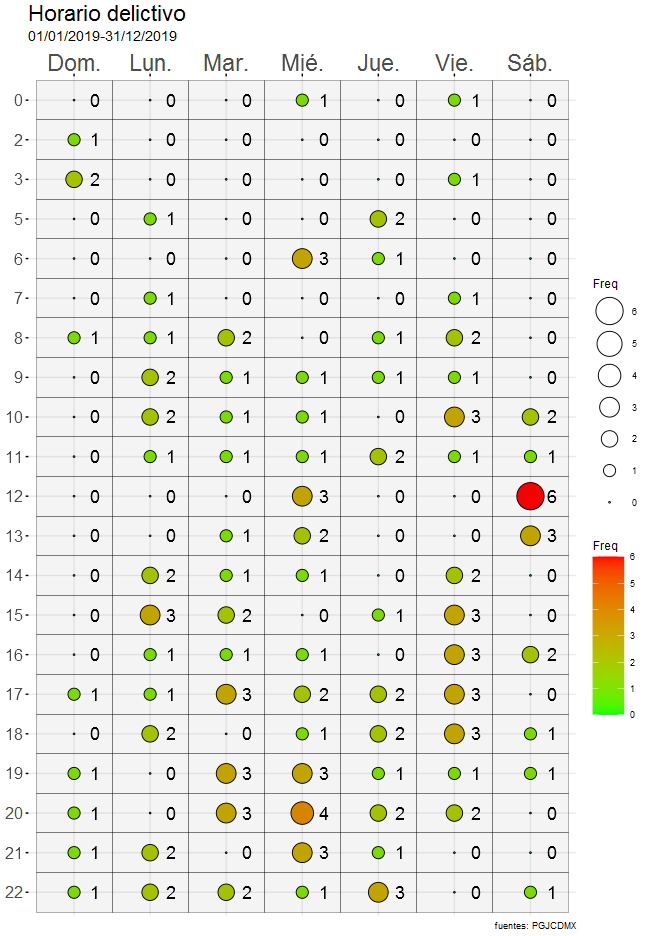 Horario delictivo
01/01/2019-31/12/2019
Dom. Lun. Mar. Mié. Jue. Vie. Sáb.
0 0 0 0 1 0 1 0
2 1 0 0 0 0 0 0
3 2 0 0 0 0 1 0
5 0 1 0 0 2 0 0
6 0 0 0 3 1 0 0
7 0 1 0 0 0 1 0
8 1 1 2 0 1 2 0
9 0 2 1 1 1 1 0
10 0 2 1 1 0 3 2
11 0 1 1 1 2 1 1
12 0 0 0 3 0 0 6
13 0 0 1 2 0 0 3
14 0 2 1 1 0 2 0
15 0 3 2 0 1 3 0
16 0 1 1 1 0 3 2
17 1 1 3 2 2 3 0
18 0 2 0 1 2 3 1
19 1 0 3 3 1 1 1
20 1 0 3 4 2 2 0
21 1 2 0 3 1 0 0
22 1 2 2 1 3 0 1
Freq
6
5
4
3
2
1
0
Freq
6
5
4
3
2
1
0
fuentes: PGJCDMX